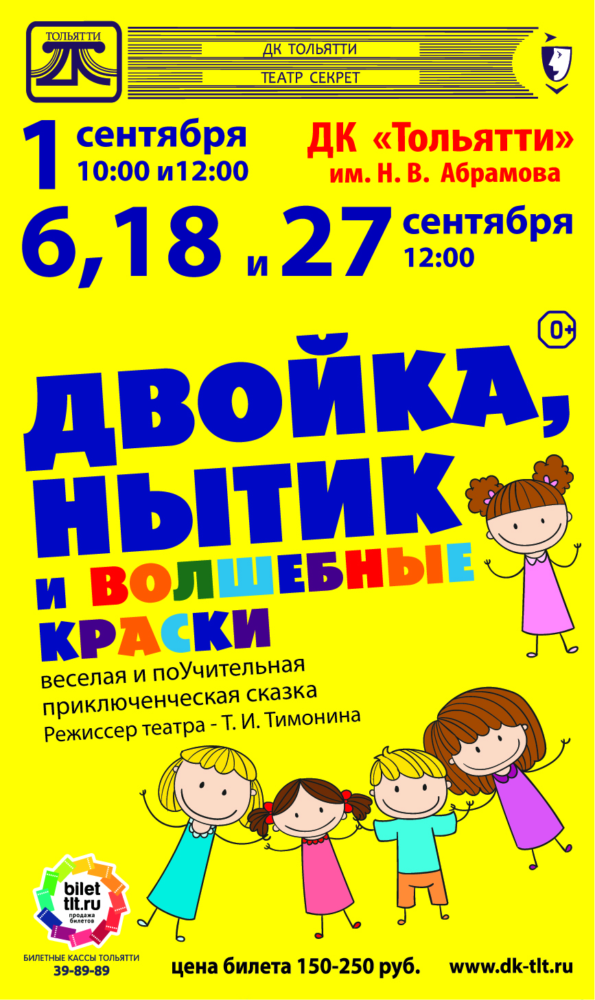 ТОЛЬЯТТИ
ДК
ДК ТОЛЬЯТТИ
ТЕАТР СЕКРЕТ
1 сентября
10:00 и12:00
ДК «Тольятти»
им. Н. В. Абрамова
6,18 и 27 сентября
12:00
0+
ДВОЙКА,
НЫТИК
и ВОЛШЕБНЫЕ
КРАСКИ
веселая и поУчительная
приключенческая сказка
Режиссер театра - Т. И. Тимонина
bilet
tlt.ru
продажа
билетов
БИЛЕТНЫЕ КАССЫ ТОЛЬЯТТИ
39-89-89
цена билета 150-250 руб.
www.dk-tlt.ru